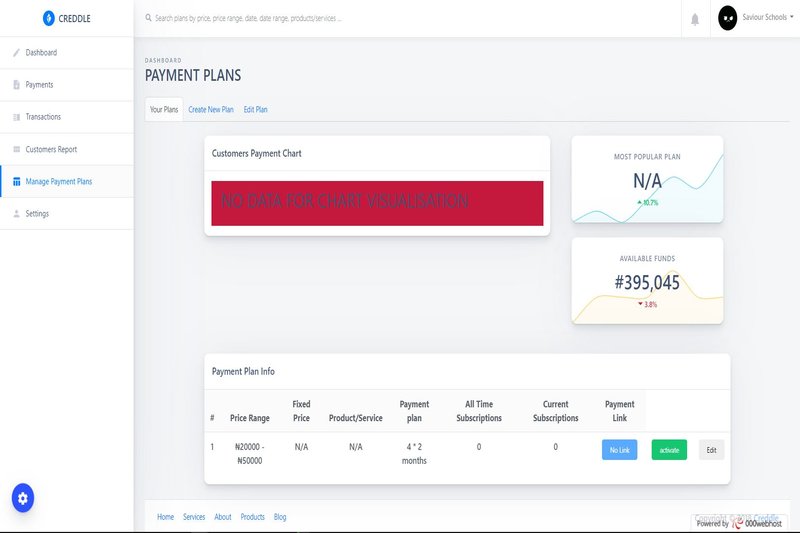 CREDDLE
Search plans by price, price range, date, date range, products/services ...
Saviour Schools
Dashboard
Payments
Transactions
Customers Report
Manage Payment Plans
Settings
DASHBOARD
PAYMENT PLANS
Your Plans Create New Plan Edit Plan
Customers Payment Chart
NO DATA FOR CHART VISUALISATION
MOST POPULAR PLAN
N/A
10.7%
AVAILABLE FUNDS
#395,045
3.8%
Payment Plan Info
# Price Range Fixed Price Product/Service Payment plan All Time Subscriptions Current Subscriptions Payment Link
1 ₦20000 - ₦50000 N/A N/A 4 * 2 months 0 0 No Link activate Edit
Home Services About Products Blog
Copyright © 2018 Creddle
Powered by 000webhost